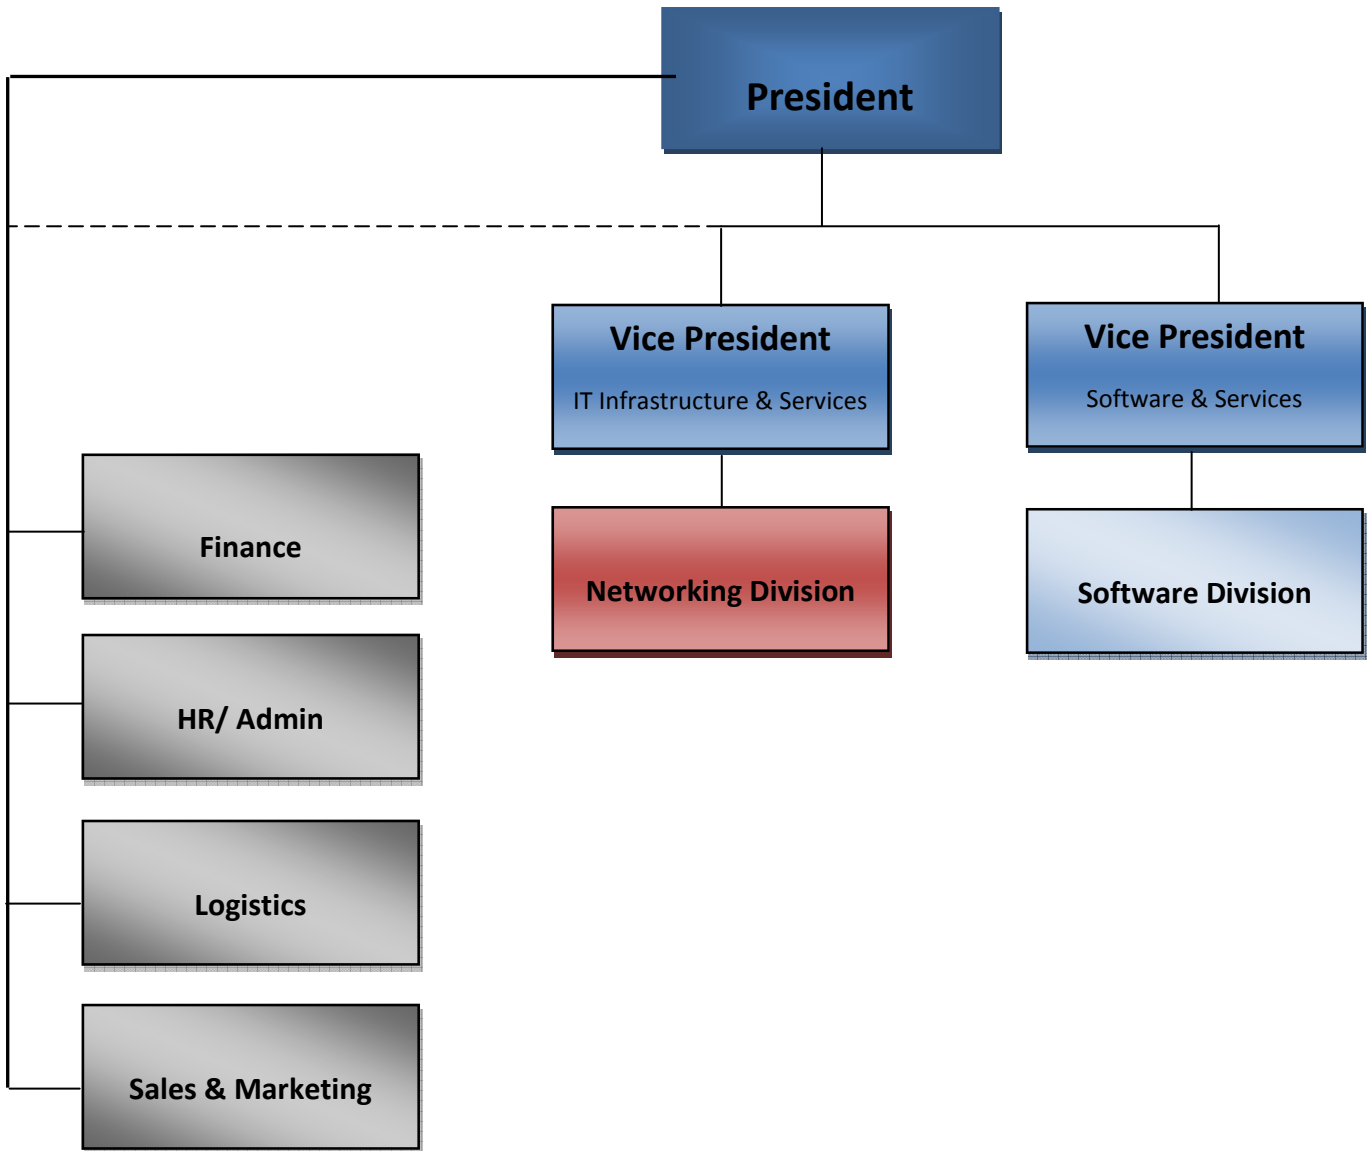 President
Vice President
IT Infrastructure & Services
Vice President
Software & Services
Networking Division
Software Division
Finance
HR/ Admin
Logistics
Sales & Marketing